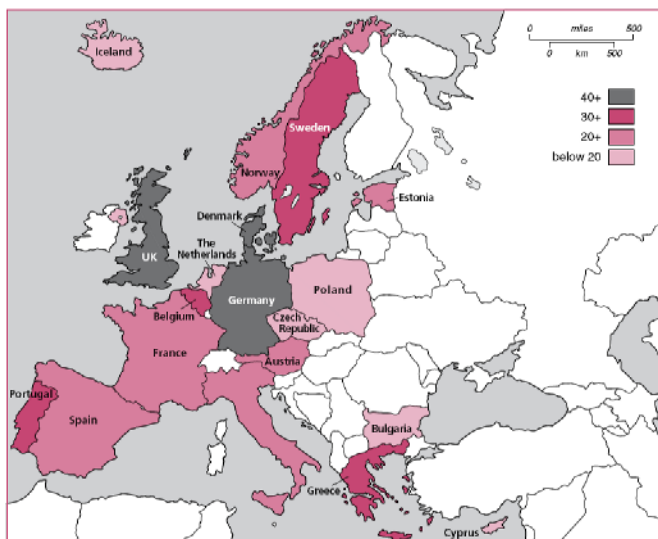 Iceland
0 miles 500
0 km 500
40+
30+
20+
below 20
Sweden
Norway
Estonia
Denmark
The
Netherlands
UK
Germany
Poland
Belgium
Czech
Republic
France
Austria
Portugal
Spain
Bulgaria
Greece
Cyprus